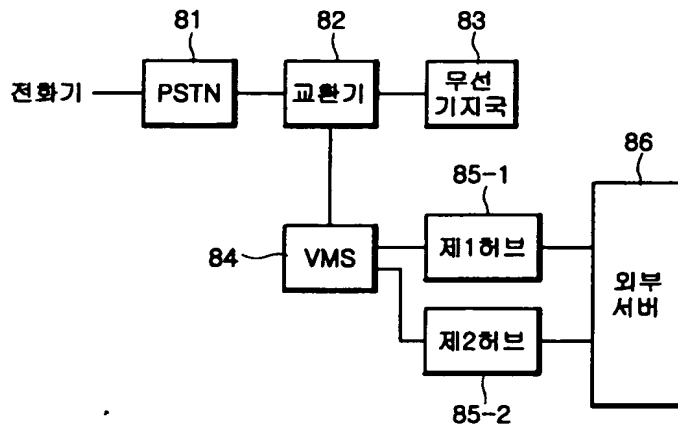 81
82
83
전화기
PSTN
교환기
무선
기지국
86
85-1
84
VMS
제1허브
외부
서버
제2허브
85-2